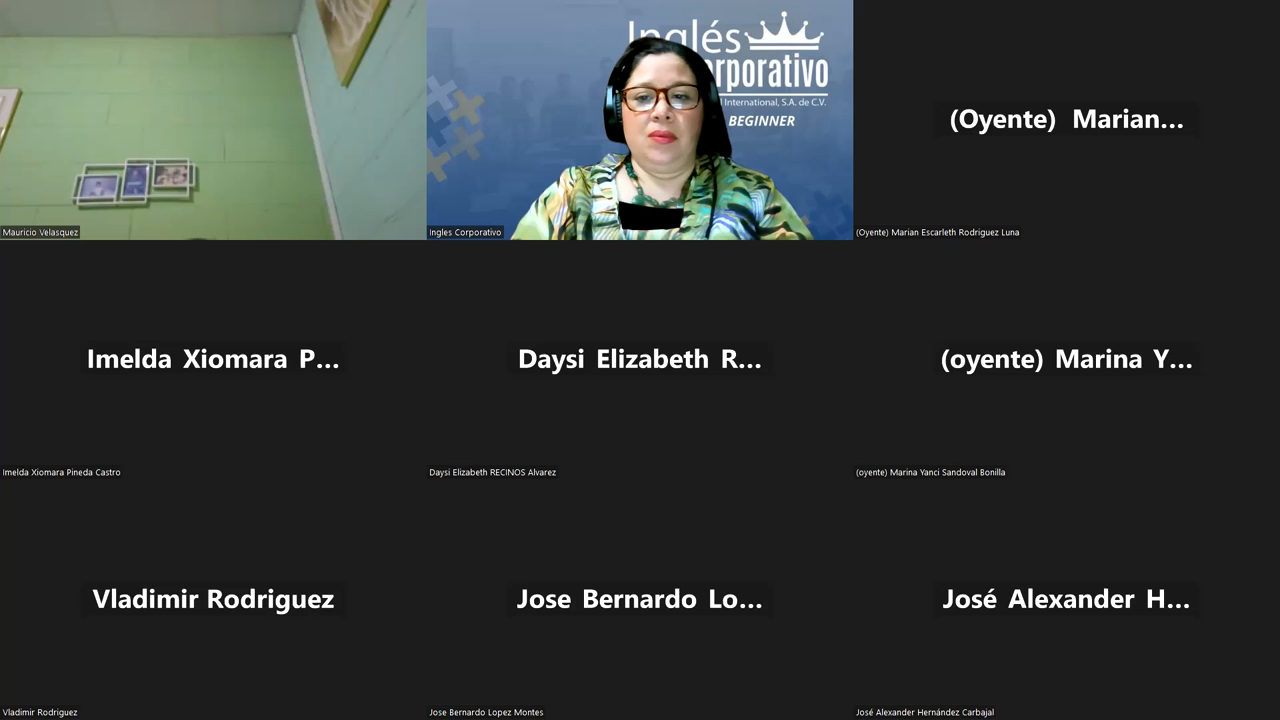 Inglés
orporativo
l International, S.A. de C.V.
BEGINNER
Mauricio Velasquez
Ingles Corporativo
(Oyente) Marian...
(Oyente) Marian Escarleth Rodriguez Luna
Imelda Xiomara P...
Daysi Elizabeth R...
(oyente) Marina Y...
Imelda Xiomara Pineda Castro
Daysi Elizabeth RECINOS Alvarez
(oyente) Marina Yanci Sandoval Bonilla
Vladimir Rodriguez
Jose Bernardo Lo...
José Alexander H...
Vladimir Rodriguez
Jose Bernardo Lopez Montes
José Alexander Hernández Carbajal